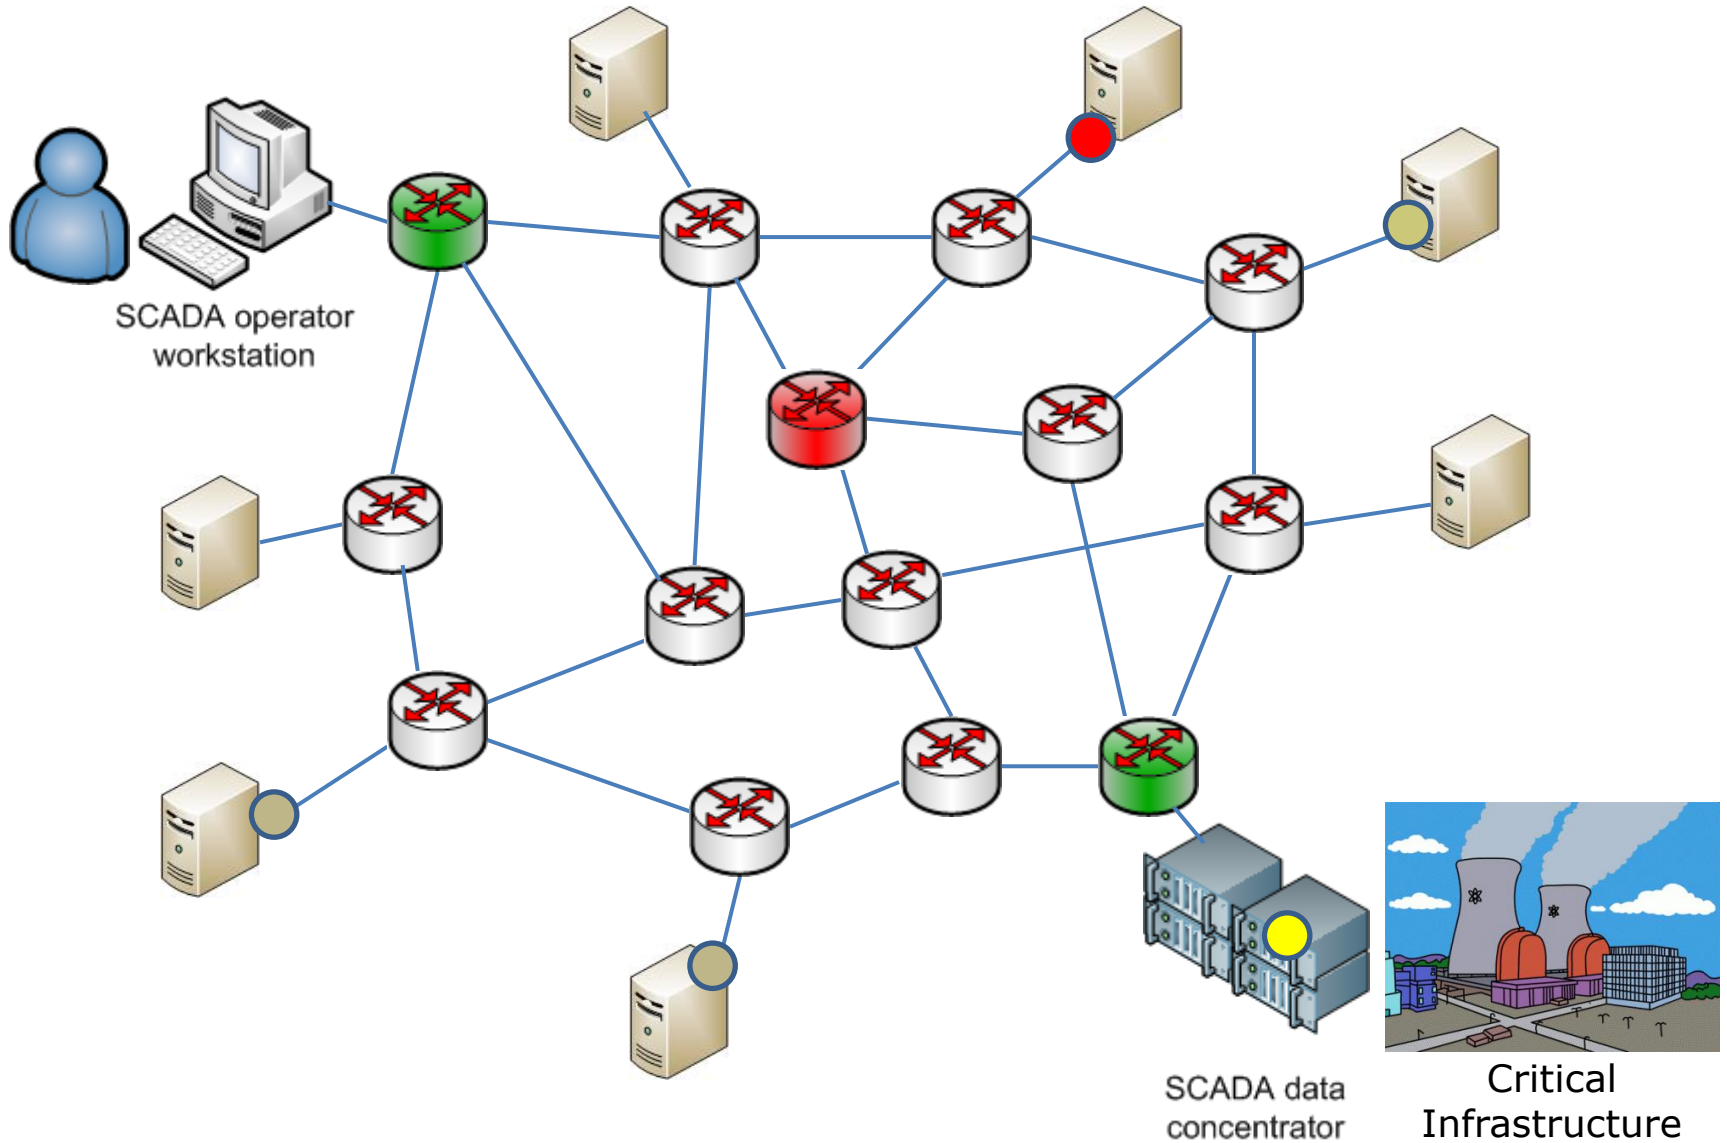 SCADA operator
workstation
SCADA data
concentrator
Critical
Infrastructure